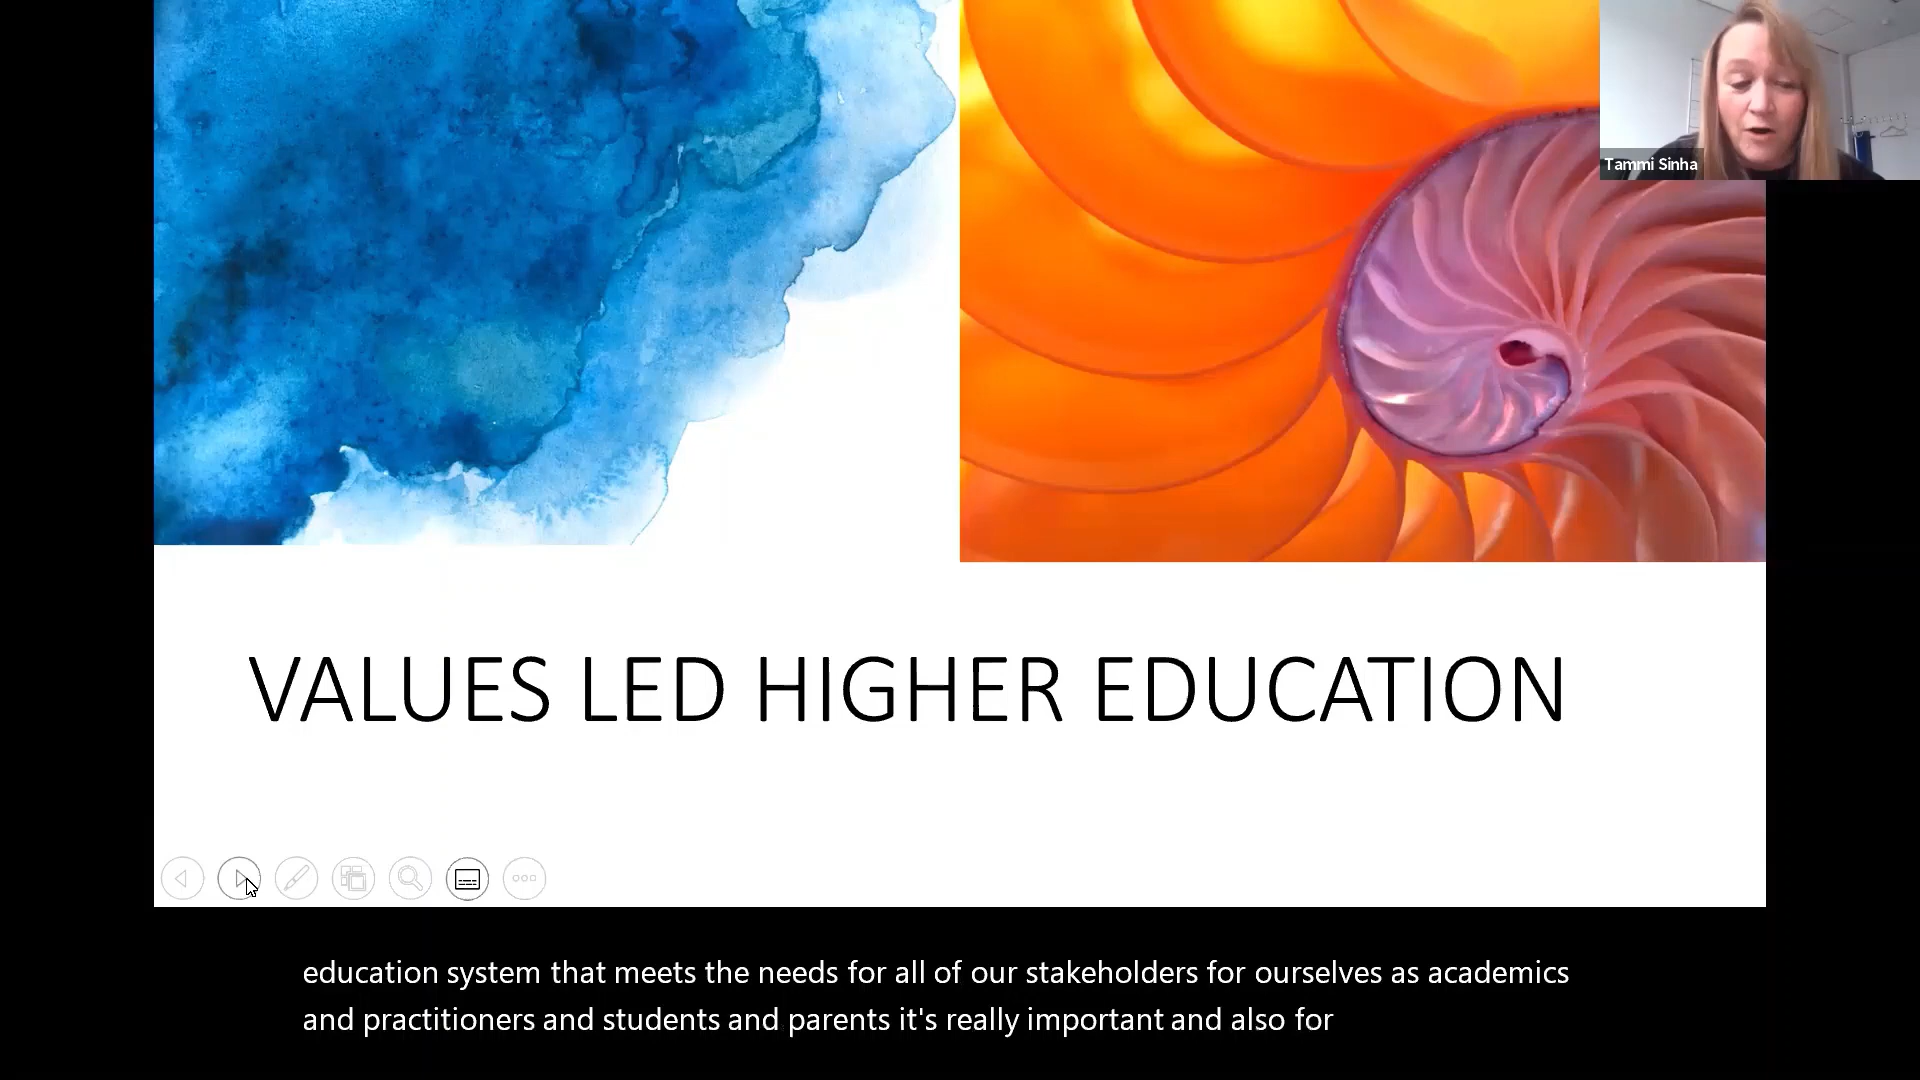 Tammi Sinha
VALUES LED HIGHER EDUCATION
education system that meets the needs for all of our stakeholders for ourselves as academics
and practitioners and students and parents it's really important and also for